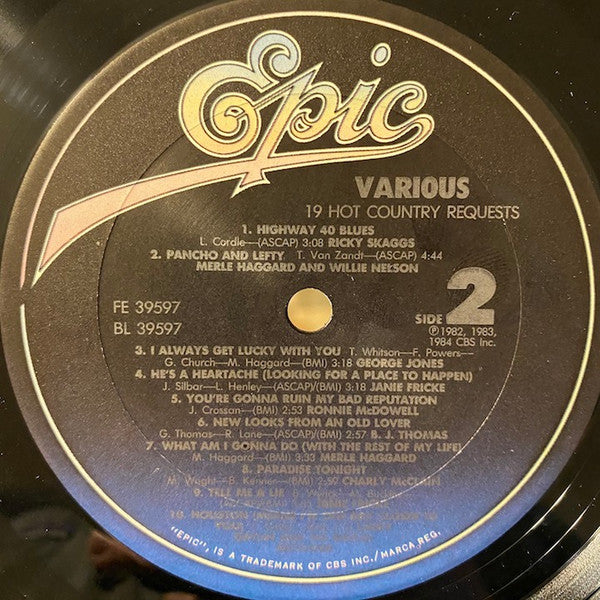 Epic
VARIOUS
19 HOT COUNTRY REQUESTS
1. HIGHWAY 40 BLUES
L. Cordle—(ASCAP) 3:08 RICKY SKAGGS
2. PANCHO AND LEFTY T. Van Zandt—(ASCAP) 4:44
MERLE HAGGARD AND WILLIE NELSON
FE 39597
BL 39597
SIDE 2
℗1982, 1983,
1984 CBS Inc.
3. I ALWAYS GET LUCKY WITH YOU T. Whitson—F. Powers—
G. Church—M. Haggard—(BMI) 3:18 GEORGE JONES
4. HE'S A HEARTACHE (LOOKING FOR A PLACE TO HAPPEN)
J. Silbar—L. Henley—(ASCAP)/(BMI) 3:18 JANIE FRICKE
5. YOU'RE GONNA RUIN MY BAD REPUTATION
J. Crossan—(BMI) 2:53 RONNIE McDOWELL
6. NEW LOOKS FROM AN OLD LOVER
G. Thomas—R. Lane—(ASCAP)/(BMI) 2:57 B. J. THOMAS
7. WHAT AM I GONNA DO (WITH THE REST OF MY LIFE)
M. Haggard—(BMI) 3:33 MERLE HAGGARD
8. PARADISE TONIGHT
M. Wright—B. Kenner—(BMI) 2:59 CHARLY McCLAIN
9. TELL ME A LIE
10. HOUSTON
"EPIC", IS A TRADEMARK OF CBS INC./MARCA REG.